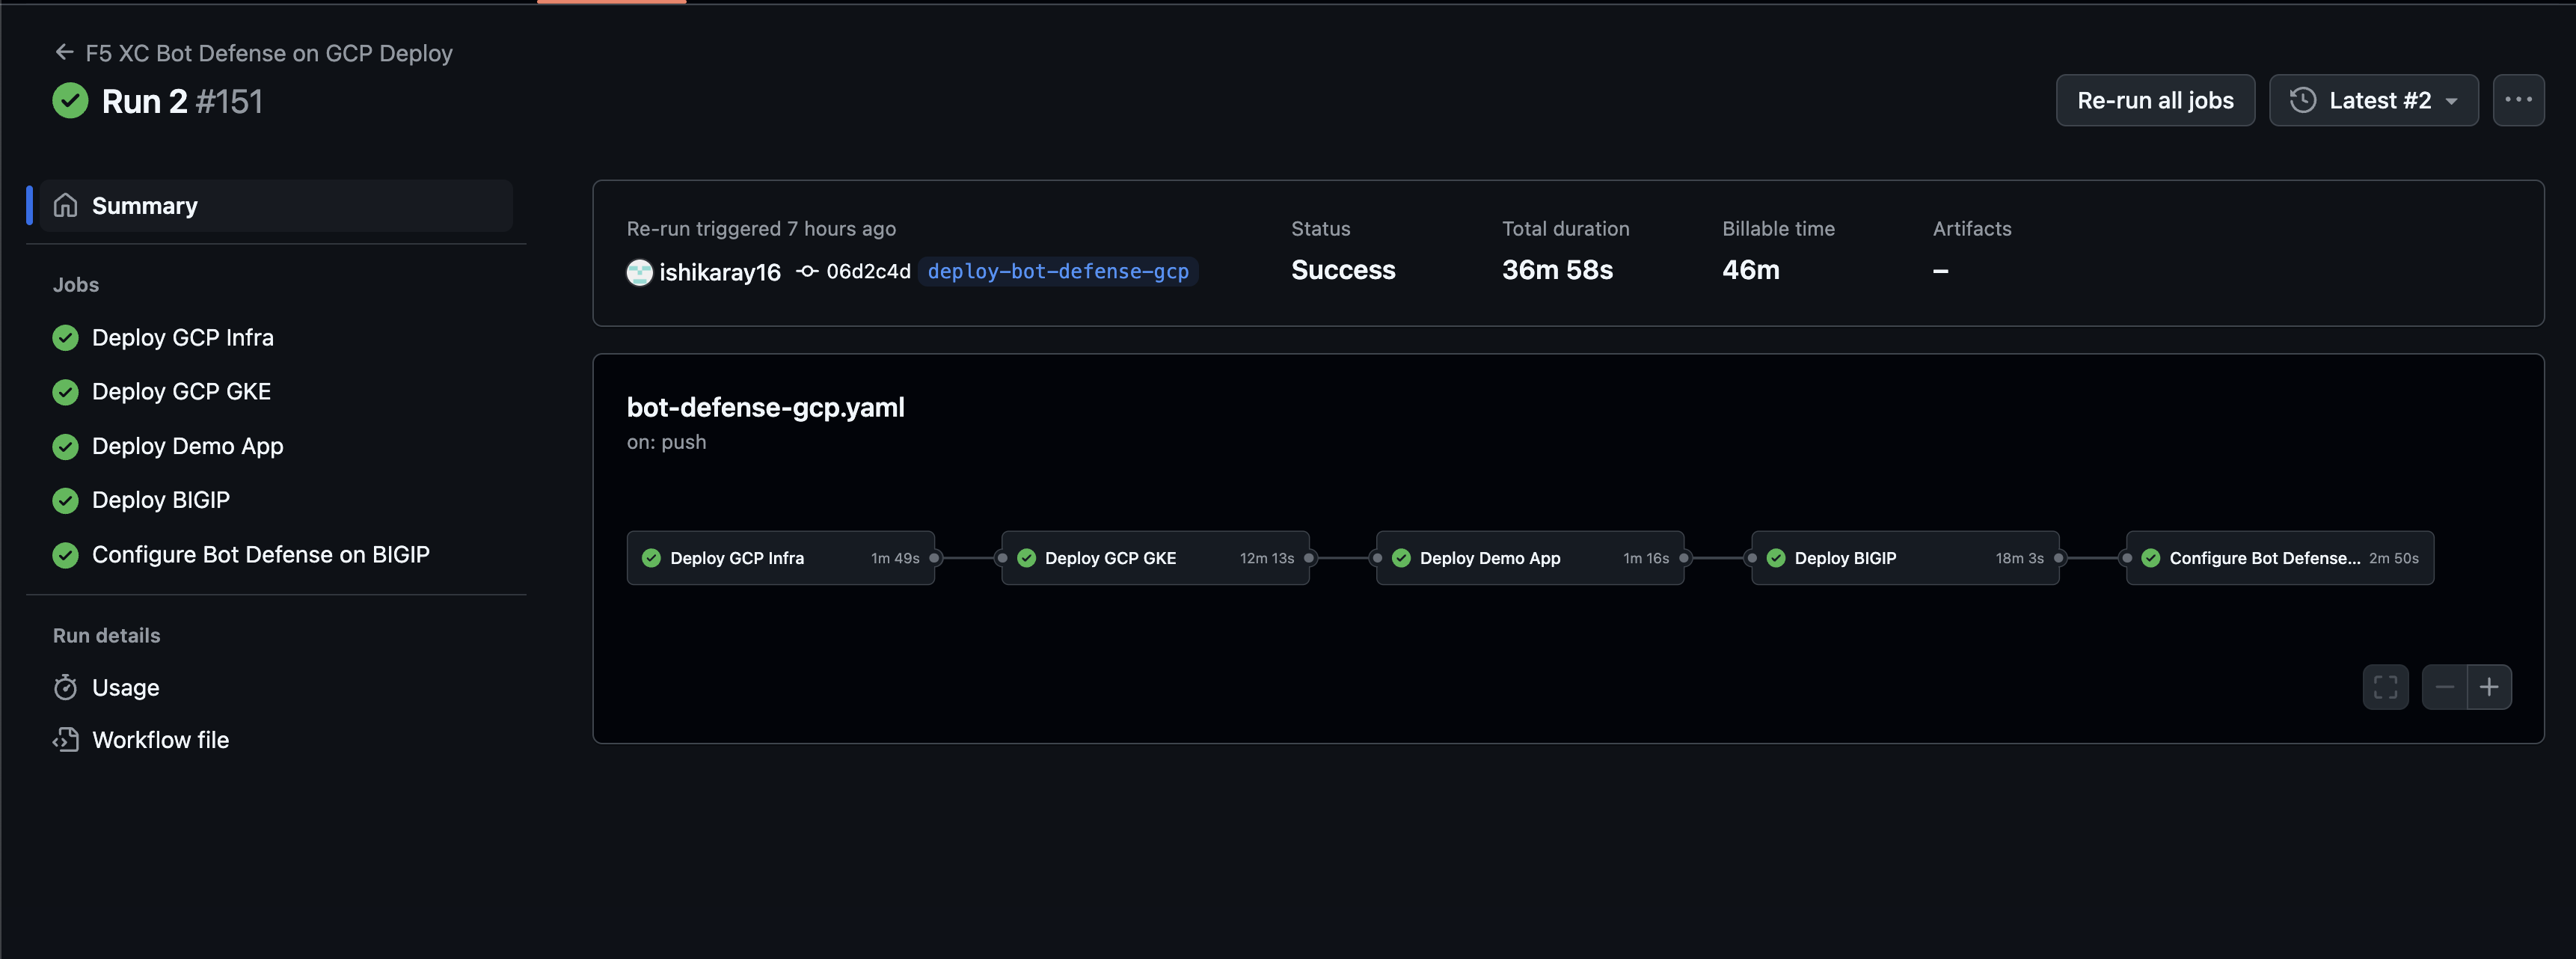 F5 XC Bot Defense on GCP Deploy
Run 2 #151
Re-run all jobs
Latest #2
Summary
Jobs
Deploy GCP Infra
Deploy GCP GKE
Deploy Demo App
Deploy BIGIP
Configure Bot Defense on BIGIP
Run details
Usage
Workflow file
Re-run triggered 7 hours ago
ishikaray16 06d2c4d deploy-bot-defense-gcp
Status
Success
Total duration
36m 58s
Billable time
46m
Artifacts
–
bot-defense-gcp.yaml
on: push
Deploy GCP Infra 1m 49s
Deploy GCP GKE 12m 13s
Deploy Demo App 1m 16s
Deploy BIGIP 18m 3s
Configure Bot Defense... 2m 50s